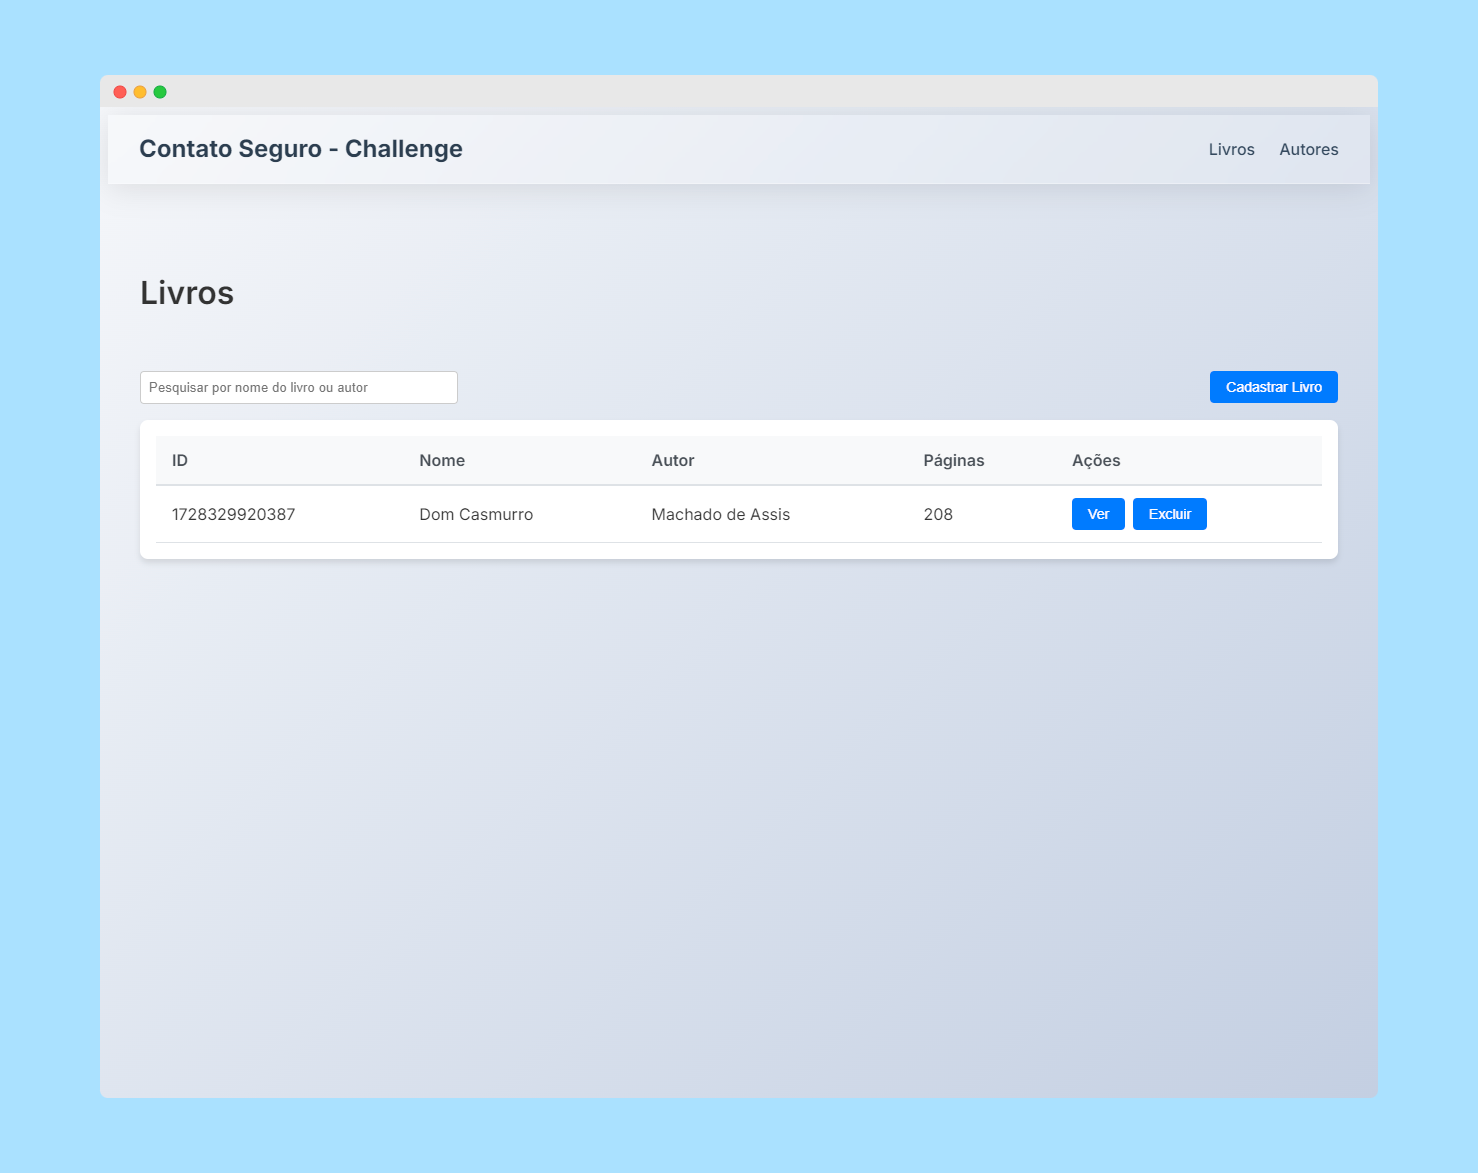 Contato Seguro - Challenge Livros Autores
Livros
Pesquisar por nome do livro ou autor Cadastrar Livro
ID Nome Autor Páginas Ações
1728329920387 Dom Casmurro Machado de Assis 208 Ver Excluir